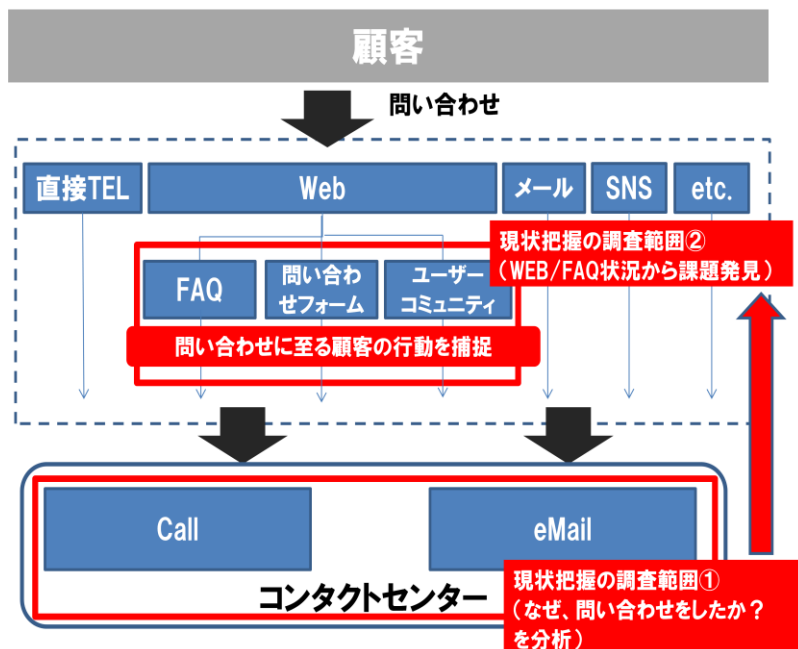 顧客
問い合わせ
直接TEL
Web
メール
SNS
etc.
現状把握の調査範囲②
（WEB/FAQ状況から課題発見）
FAQ
問い合わ
せフォーム
ユーザー
コミュニティ
問い合わせに至る顧客の行動を捕捉
Call
eMail
コンタクトセンター
現状把握の調査範囲①
（なぜ、問い合わせをしたか？
を分析）